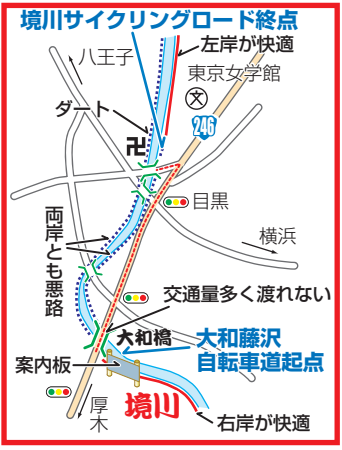 境川サイクリングロード終点
左岸が快適
八王子
東京女学館
文
ダート
246
卍
目黒
両岸とも悪路
横浜
交通量多く渡れない
大和橋
大和藤沢
自転車道起点
案内板
境川
厚木
右岸が快適